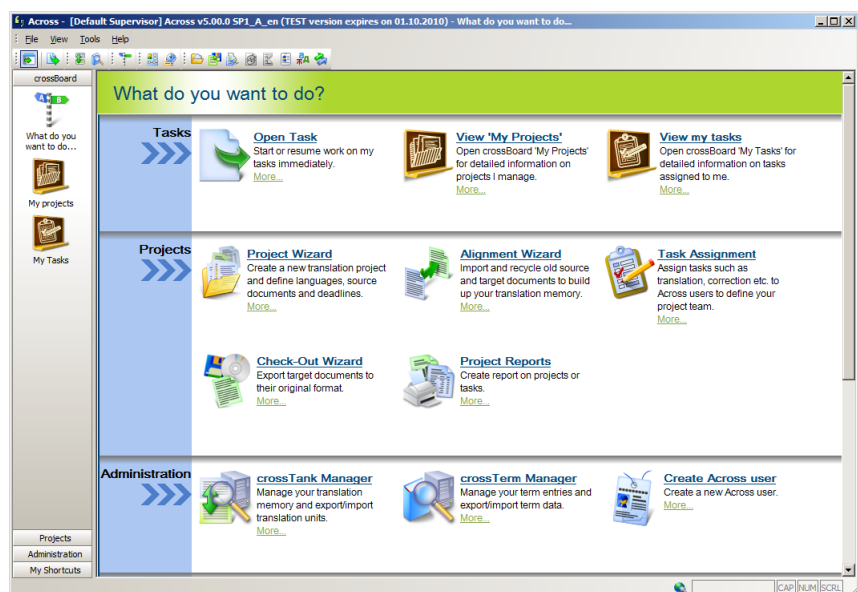 Across - [Default Supervisor] Across v5.00.0 SP1_A_en (TEST version expires on 01.10.2010) - What do you want to do...
File View Tools Help
crossBoard
What do you
want to do...
My projects
My Tasks
Projects
Administration
My Shortcuts
What do you want to do?
Tasks
Open Task
Start or resume work on my
tasks immediately.
More...
View 'My Projects'
Open crossBoard 'My Projects'
for detailed information on
projects I manage.
More...
View my tasks
Open crossBoard 'My Tasks' for
detailed information on tasks
assigned to me.
More...
Projects
Project Wizard
Create a new translation project
and define languages, source
documents and deadlines.
More...
Alignment Wizard
Import and recycle old source
and target documents to build
up your translation memory.
More...
Task Assignment
Assign tasks such as
translation, correction etc. to
Across users to define your
project team.
More...
Check-Out Wizard
Export target documents to
their original format.
More...
Project Reports
Create report on projects or
tasks.
More...
Administration
crossTank Manager
Manage your translation
memory and export/import
translation units.
More...
crossTerm Manager
Manage your term entries and
export/import term data.
More...
Create Across user
Create a new Across user.
More...
CAP NUM SCRL